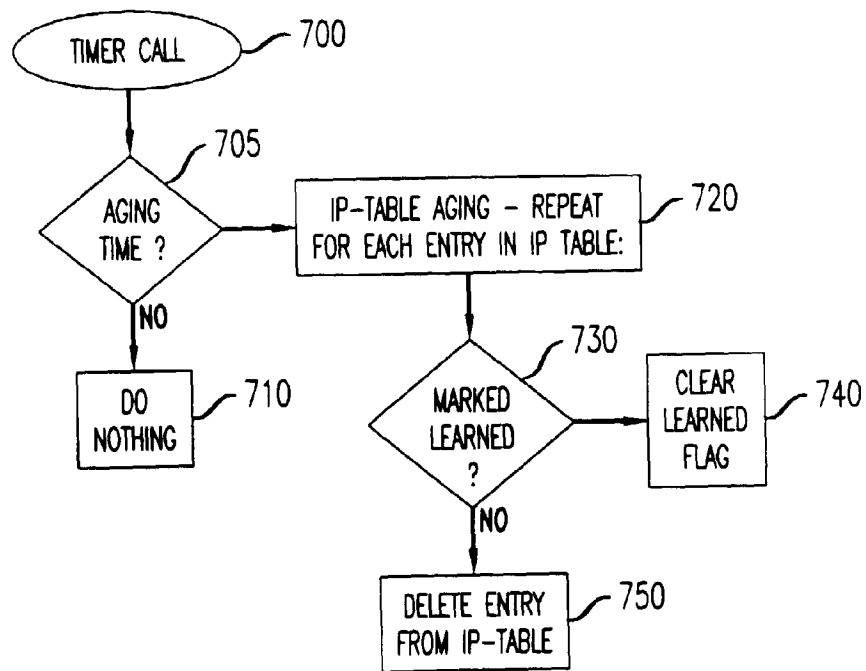 TIMER CALL
700
705
AGING
TIME ?
IP-TABLE AGING - REPEAT
FOR EACH ENTRY IN IP TABLE:
720
NO
DO
NOTHING
710
730
MARKED
LEARNED
?
CLEAR
LEARNED
FLAG
740
NO
DELETE ENTRY
FROM IP-TABLE
750